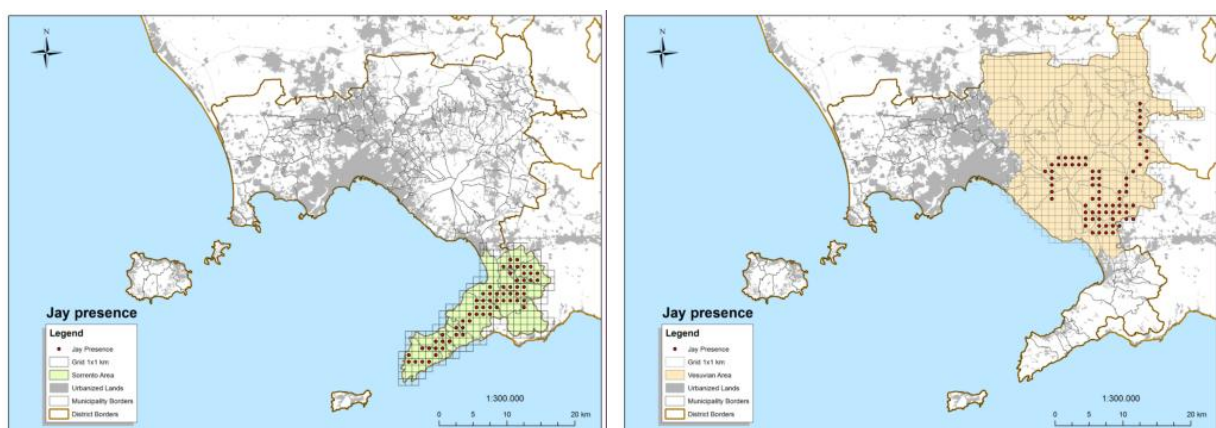 N
Jay presence
Legend
Jay Presence
Grid 1x1 km
Sorrento Area
Urbanized Lands
Municipality Borders
District Borders
1:300.000
0 5 10 20 km
N
Jay presence
Legend
Jay Presence
Grid 1x1 km
Vesuvian Area
Urbanized Lands
Municipality Borders
District Borders
1:300.000
0 5 10 20 km